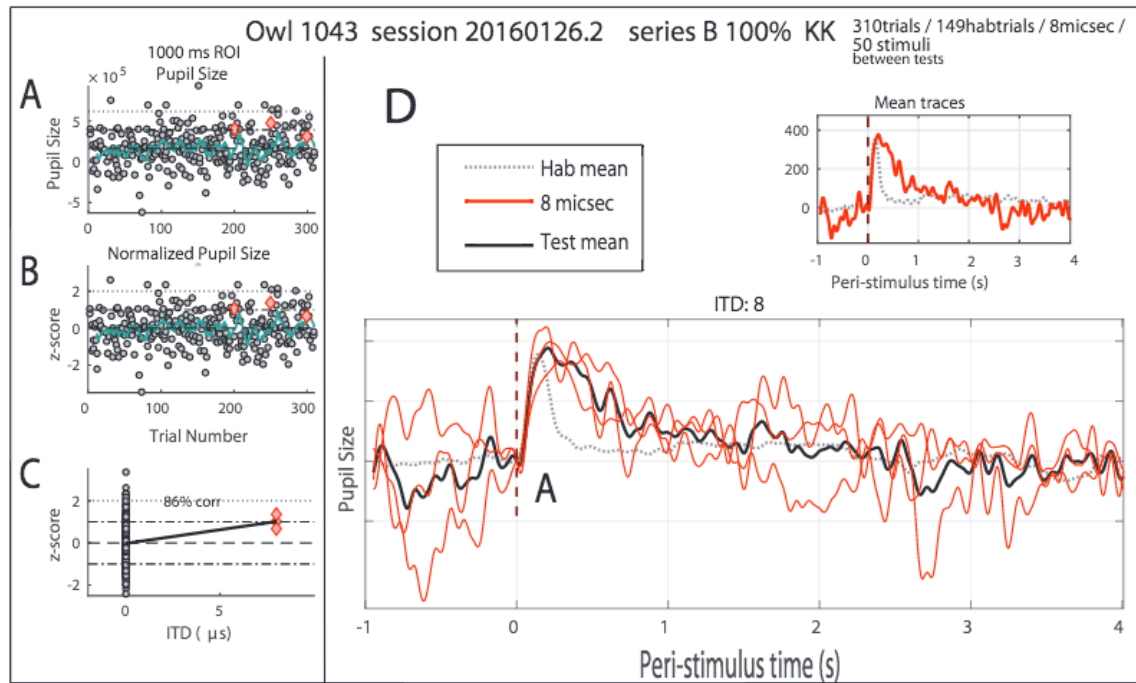 Owl 1043 session 20160126.2 series B 100% KK
310trials / 149habtrials / 8micsec /
50 stimuli
between tests
1000 ms ROI
Pupil Size
A
× 10⁵
Pupil Size
5
0
-5
0
100
200
300
B
Normalized Pupil Size
z-score
2
0
-2
0
100
200
300
Trial Number
C
86% corr
z-score
2
0
-2
0
5
ITD ( μs)
D
Hab mean
8 micsec
Test mean
Mean traces
400
200
0
-1
0
1
2
3
4
Peri-stimulus time (s)
ITD: 8
Pupil Size
A
-1
0
1
2
3
4
Peri-stimulus time (s)